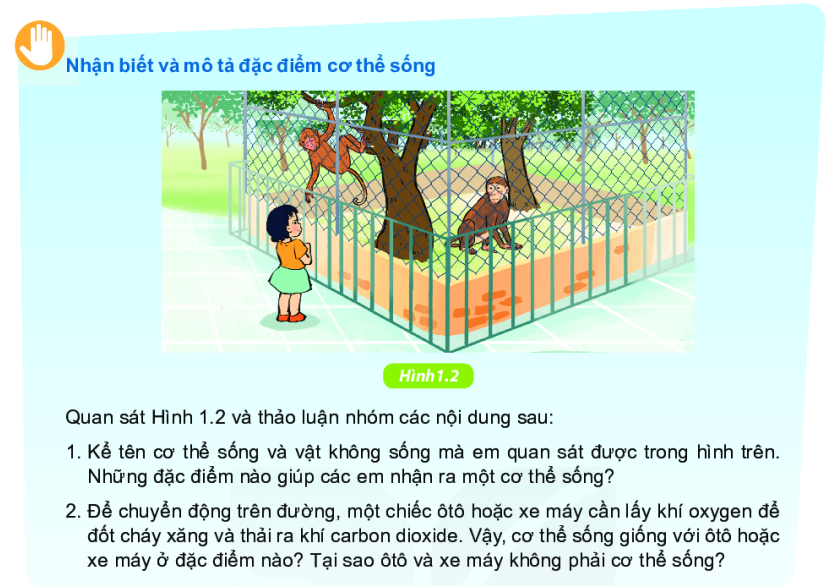 Nhận biết và mô tả đặc điểm cơ thể sống
Hình1.2
Quan sát Hình 1.2 và thảo luận nhóm các nội dung sau:
1. Kể tên cơ thể sống và vật không sống mà em quan sát được trong hình trên.
Những đặc điểm nào giúp các em nhận ra một cơ thể sống?
2. Để chuyển động trên đường, một chiếc ôtô hoặc xe máy cần lấy khí oxygen để
đốt cháy xăng và thải ra khí carbon dioxide. Vậy, cơ thể sống giống với ôtô hoặc
xe máy ở đặc điểm nào? Tại sao ôtô và xe máy không phải cơ thể sống?